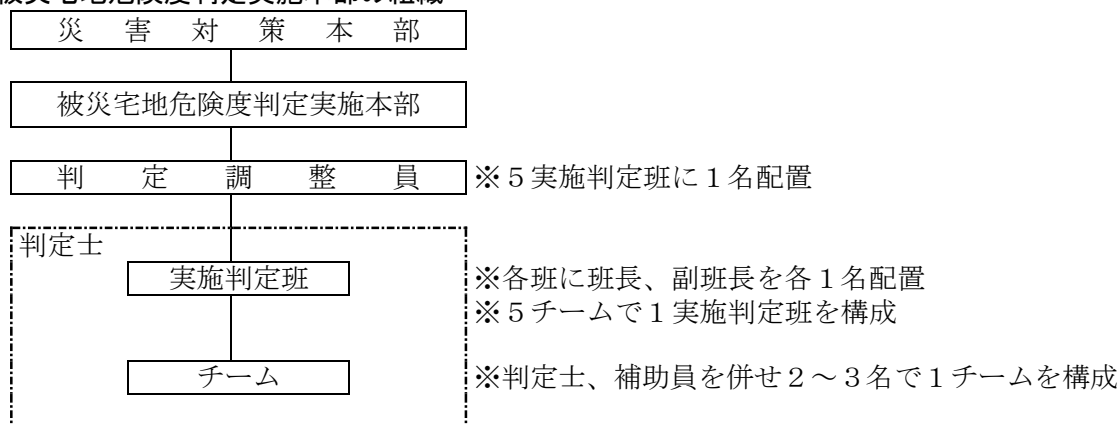 被災宅地危険度判定実施本部の組織
災害対策本部
被災宅地危険度判定実施本部
判定調整員 ※5実施判定班に1名配置
判定士
実施判定班 ※各班に班長、副班長を各1名配置
※5チームで1実施判定班を構成
チーム ※判定士、補助員を併せ2~3名で1チームを構成